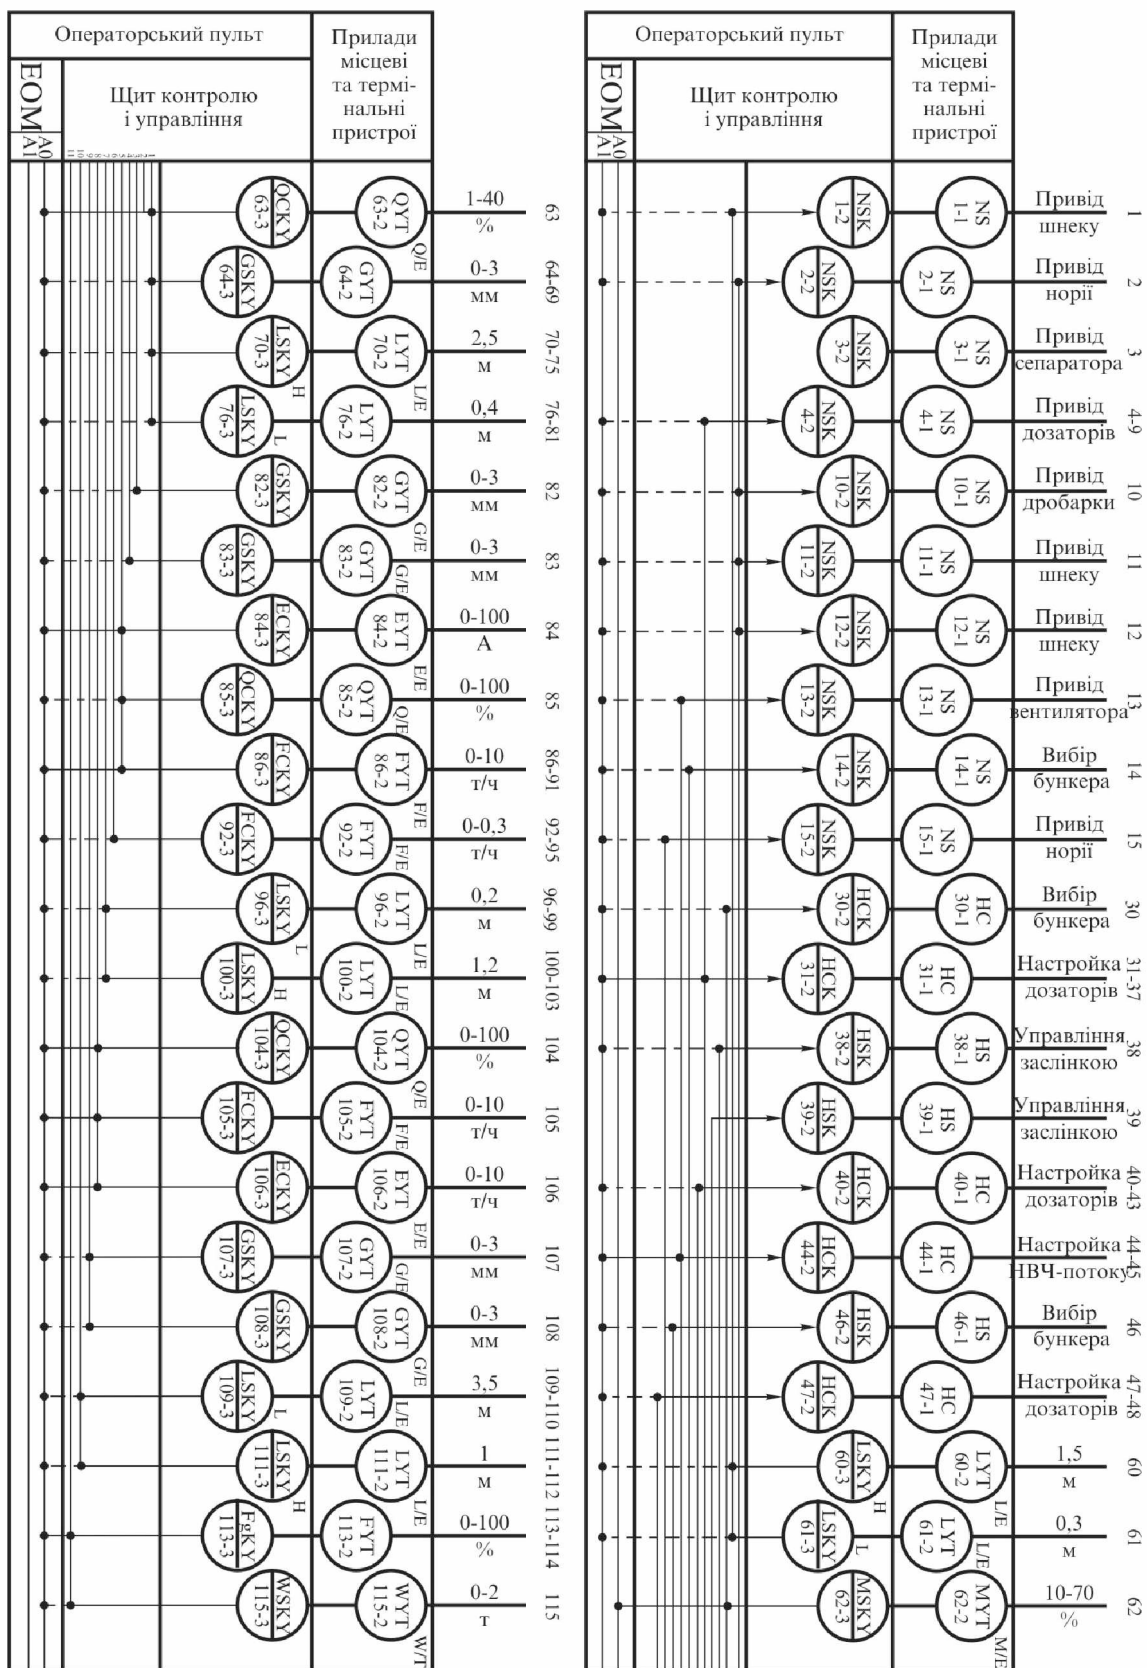 Операторський пульт
Прилади
місцеві
та термі-
нальні
пристрої
ЕОМ
А0
А1
Щит контролю
і управління
QCKY
63-3
QYT
63-2
Q/E
1-40
%
63
GSKY
64-3
GYT
64-2
0-3
мм
64-69
LSKY
70-3
H
LYT
70-2
L/E
2,5
м
70-75
LSKY
76-3
L
LYT
76-2
0,4
м
76-81
GSKY
82-3
GYT
82-2
G/E
0-3
мм
82
GSKY
83-3
GYT
83-2
G/E
0-3
мм
83
ECKY
84-3
EYT
84-2
E/E
0-100
А
84
QCKY
85-3
QYT
85-2
Q/E
0-100
%
85
FCKY
86-3
FYT
86-2
F/E
0-10
т/ч
86-91
FCKY
92-3
FYT
92-2
F/E
0-0,3
т/ч
92-95
LSKY
96-3
L
LYT
96-2
L/E
0,2
м
96-99
LSKY
100-3
H
LYT
100-2
L/E
1,2
м
100-103
QCKY
104-3
QYT
104-2
Q/E
0-100
%
104
FCKY
105-3
FYT
105-2
F/E
0-10
т/ч
105
ECKY
106-3
EYT
106-2
E/E
0-10
т/ч
106
GSKY
107-3
GYT
107-2
G/E
0-3
мм
107
GSKY
108-3
GYT
108-2
G/E
0-3
мм
108
LSKY
109-3
L
LYT
109-2
L/E
3,5
м
109-110
LSKY
111-3
H
LYT
111-2
L/E
1
м
111-112
FgKY
113-3
FYT
113-2
0-100
%
113-114
WSKY
115-3
WYT
115-2
W/T
0-2
т
115
Операторський пульт
Прилади
місцеві
та термі-
нальні
пристрої
ЕОМ
А0
А1
Щит контролю
і управління
NSK
1-2
NS
1-1
Привід
шнеку
1
NSK
2-2
NS
2-1
Привід
норії
2
NSK
3-2
NS
3-1
Привід
сепаратора
3
NSK
4-2
NS
4-1
Привід
дозаторів
4-9
NSK
10-2
NS
10-1
Привід
дробарки
10
NSK
11-2
NS
11-1
Привід
шнеку
11
NSK
12-2
NS
12-1
Привід
шнеку
12
NSK
13-2
NS
13-1
Привід
вентилятора
13
NSK
14-2
NS
14-1
Вибір
бункера
14
NSK
15-2
NS
15-1
Привід
норії
15
HCK
30-2
HC
30-1
Вибір
бункера
30
HCK
31-2
HC
31-1
Настройка
дозаторів
31-37
HSK
38-2
HS
38-1
Управління
заслінкою
38
HSK
39-2
HS
39-1
Управління
заслінкою
39
HCK
40-2
HC
40-1
Настройка
дозаторів
40-43
HCK
44-2
HC
44-1
Настройка
НВЧ-потоку
44-45
HSK
46-2
HS
46-1
Вибір
бункера
46
HCK
47-2
HC
47-1
Настройка
дозаторів
47-48
LSKY
60-3
H
LYT
60-2
L/E
1,5
м
60
LSKY
61-3
L
LYT
61-2
L/E
0,3
м
61
MSKY
62-3
MYT
62-2
M/E
10-70
%
62